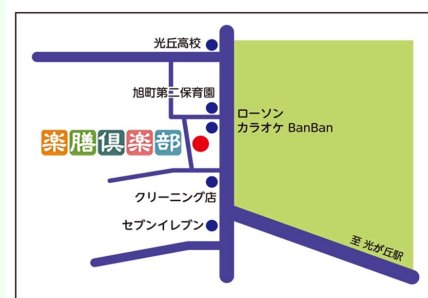 光丘高校
旭町第二保育園
ローソン
カラオケ BanBan
楽膳倶楽部
クリーニング店
セブンイレブン
至 光が丘駅